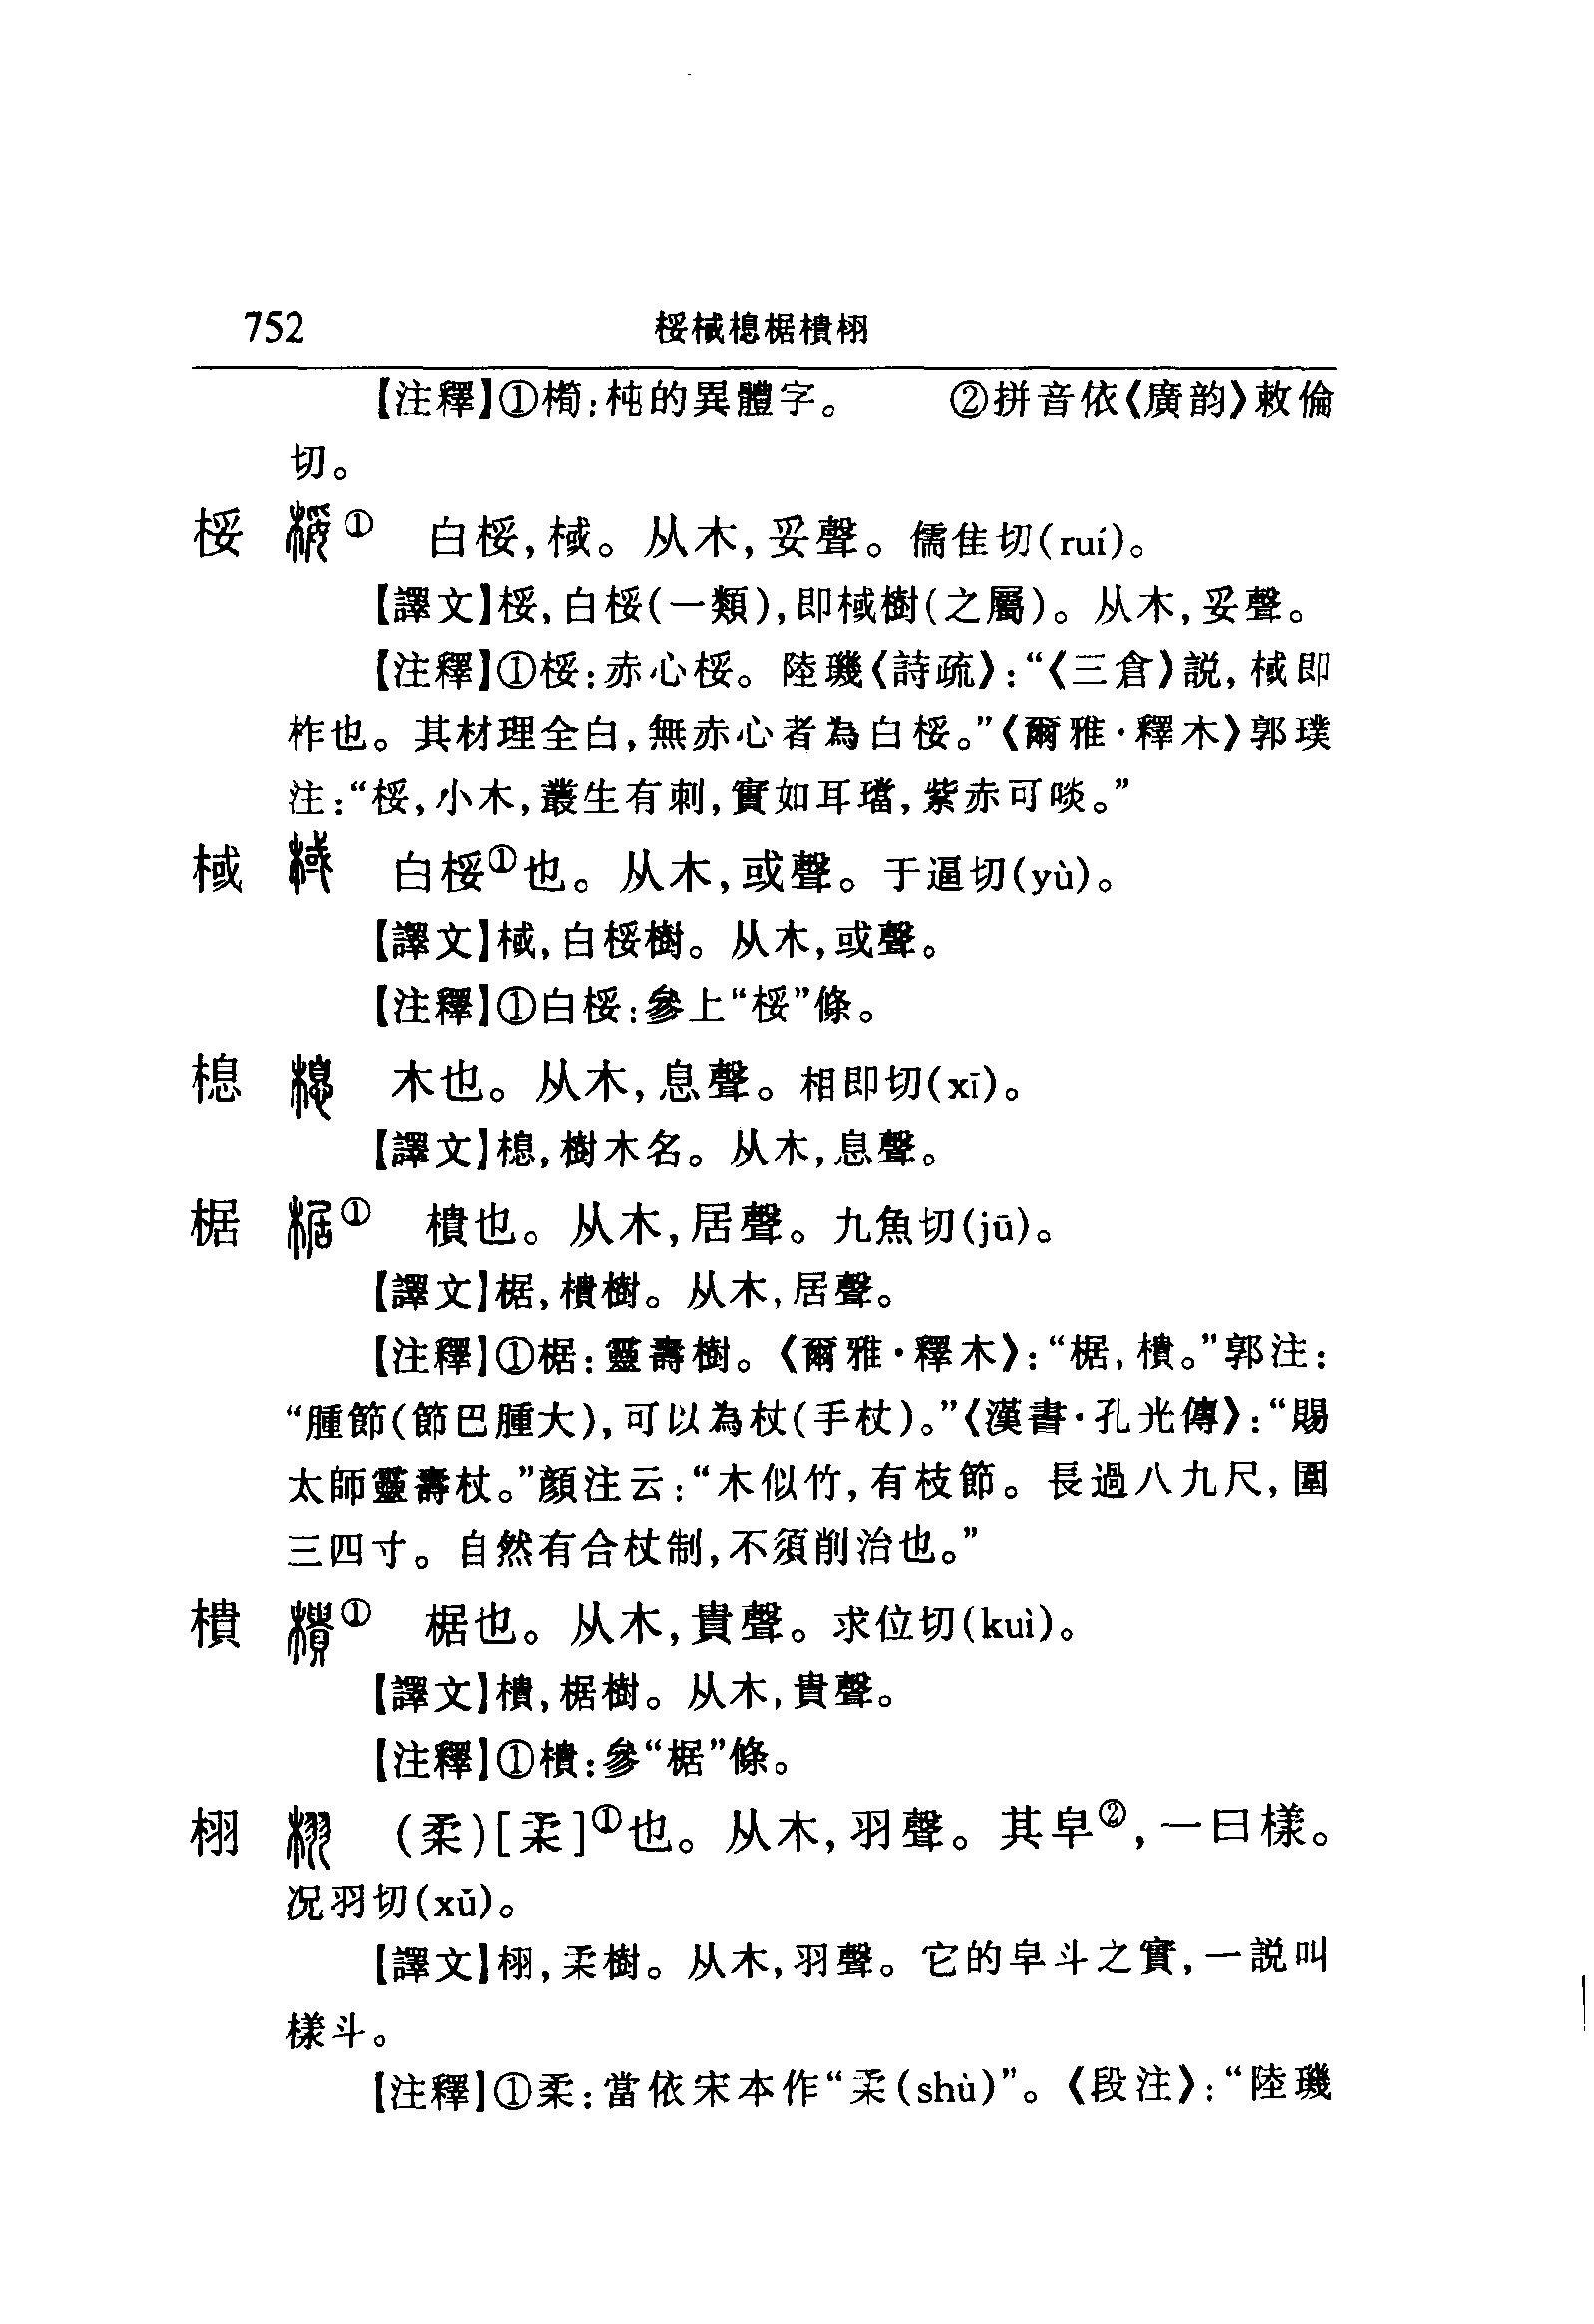 752 桵棫槵椐樻栩
【注釋】①橁:杶的異體字。 ②拼音依《廣韵》敕倫
切。
桵 ① 白桵,棫。从木,妥聲。儒隹切(ruí)。
【譯文】桵,白桵(一類),即棫樹(之屬)。从木,妥聲。
【注釋】①桵:赤心桵。陸璣《詩疏》:“《三倉》説,棫即
柞也。其材理全白,無赤心者為白桵。”《爾雅·釋木》郭璞
注:“桵,小木,叢生有刺,實如耳璫,紫赤可啖。”
棫 白桵①也。从木,或聲。于逼切(yù)。
【譯文】棫,白桵樹。从木,或聲。
【注釋】①白桵:參上“桵”條。
㮩 木也。从木,息聲。相即切(xī)。
【譯文】㮩,樹木名。从木,息聲。
椐 ① 樻也。从木,居聲。九魚切(jū)。
【譯文】椐,樻樹。从木,居聲。
【注釋】①椐:靈壽樹。《爾雅·釋木》:“椐,樻。”郭注:
“腫節(節巴腫大),可以為杖(手杖)。”《漢書·孔光傳》:“賜
太師靈壽杖。”顏注云:“木似竹,有枝節。長過八九尺,圍
三四寸。自然有合杖制,不須削治也。”
樻 ① 椐也。从木,貴聲。求位切(kuì)。
【譯文】樻,椐樹。从木,貴聲。
【注釋】①樻:參“椐”條。
栩 (柔)[杼]①也。从木,羽聲。其皁②,一曰樣。
况羽切(xǔ)。
【譯文】栩,柔樹。从木,羽聲。它的皁斗之實,一説叫
樣斗。
【注釋】①柔:當依宋本作“柔(shù)”。《段注》:“陸璣